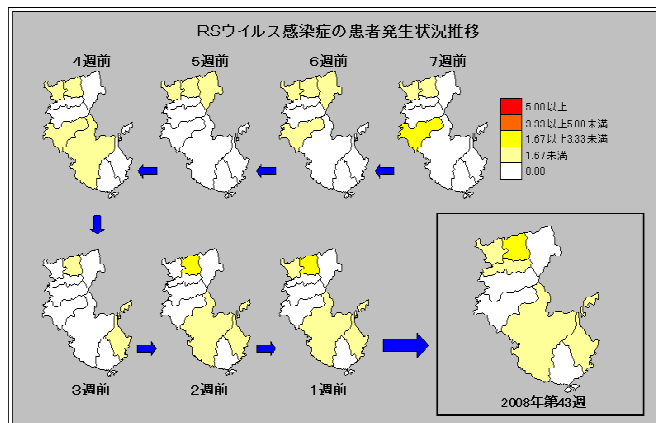 RSウイルス感染症の患者発生状況推移
4週前
5週前
6週前
7週前
5.00以上
3.33以上5.00未満
1.67以上3.33未満
1.67未満
0.00
3週前
2週前
1週前
2008年第43週